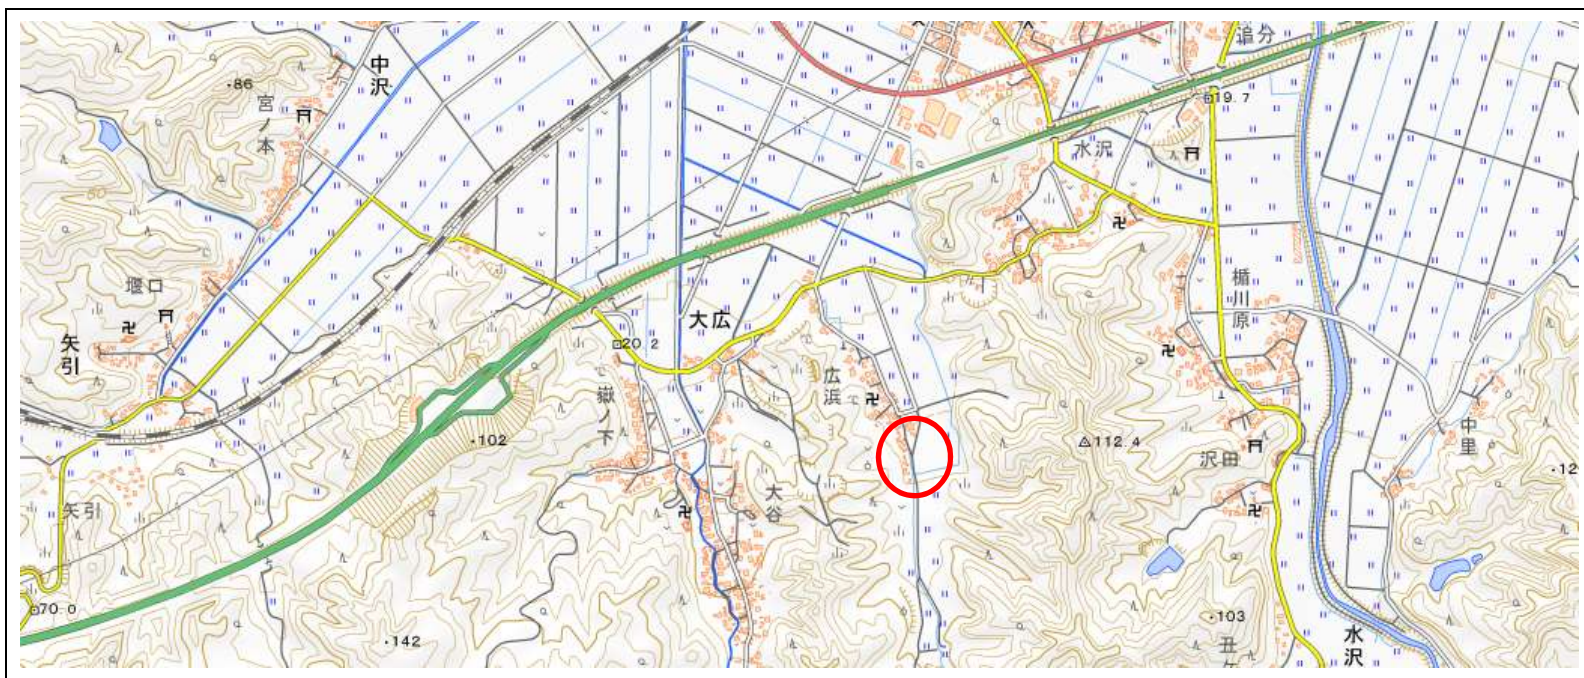 追分
中沢
・86
宮ノ本
19.7
水沢
堰口
楯川原
矢引
大広
20.2
広浜
嶽ノ下
・102
112.4
中里
沢田
矢引
大谷
70.0
・142
・103
水沢